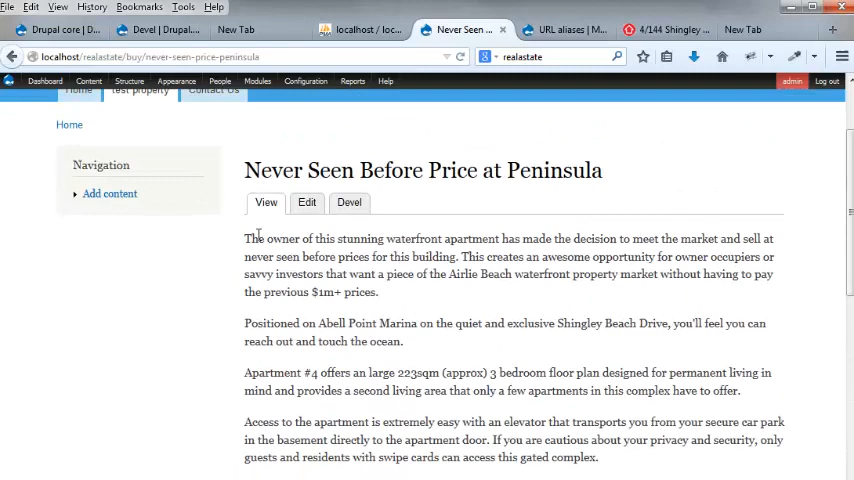 File Edit View History Bookmarks Tools Help
Drupal core | D... Devel | Drupal.... New Tab localhost / loc... Never Seen ... × URL aliases | M... 4/144 Shingley ... New Tab +
localhost/realastate/buy/never-seen-price-peninsula realastate
Dashboard Content Structure Appearance People Modules Configuration Reports Help admin Log out
Home test property Contact Us
Home
Navigation
Add content
Never Seen Before Price at Peninsula
View Edit Devel
The owner of this stunning waterfront apartment has made the decision to meet the market and sell at
never seen before prices for this building. This creates an awesome opportunity for owner occupiers or
savvy investors that want a piece of the Airlie Beach waterfront property market without having to pay
the previous $1m+ prices.
Positioned on Abell Point Marina on the quiet and exclusive Shingley Beach Drive, you'll feel you can
reach out and touch the ocean.
Apartment #4 offers an large 223sqm (approx) 3 bedroom floor plan designed for permanent living in
mind and provides a second living area that only a few apartments in this complex have to offer.
Access to the apartment is extremely easy with an elevator that transports you from your secure car park
in the basement directly to the apartment door. If you are cautious about your privacy and security, only
guests and residents with swipe cards can access this gated complex.